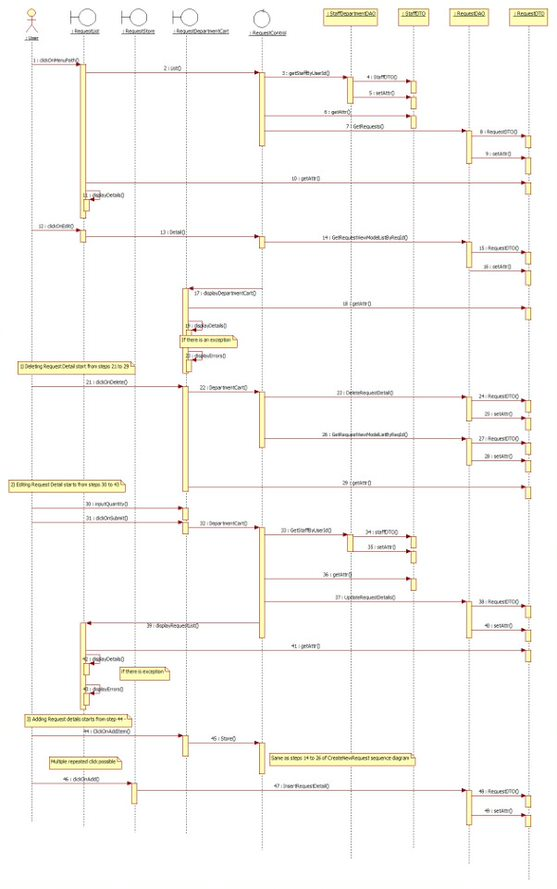 : User
: RequestList
: RequestStore
: RequestDepartmentCart
: RequestControl
: StaffDepartmentDAO
: StaffDTO
: RequestDAO
: RequestDTO
1 : clickOnMenuPath()
2 : List()
3 : getStaffByUserId()
4 : StaffDTO()
5 : setAttr()
6 : getAttr()
7 : GetRequests()
8 : RequestDTO()
9 : setAttr()
10 : getAttr()
11 : displayDetails()
12 : clickOnEdit()
13 : Detail()
14 : GetRequestViewModelListByReqId()
15 : RequestDTO()
16 : setAttr()
17 : displayDepartmentCart()
18 : getAttr()
19 : displayDetails()
If there is an exception
20 : displayErrors()
1) Deleting Request Detail start from steps 21 to 29
21 : clickOnDelete()
22 : DepartmentCart()
23 : DeleteRequestDetail()
24 : RequestDTO()
25 : setAttr()
26 : GetRequestViewModelListByReqId()
27 : RequestDTO()
28 : setAttr()
29 : getAttr()
2) Editing Request Detail starts from steps 30 to 43
30 : inputQuantity()
31 : clickOnSubmit()
32 : DepartmentCart()
33 : GetStaffByUserId()
34 : staffDTO()
35 : setAttr()
36 : getAttr()
37 : UpdateRequestDetails()
38 : RequestDTO()
39 : displayRequestList()
40 : setAttr()
41 : getAttr()
42 : displayDetails()
If there is exception
43 : displayErrors()
3) Adding Request details starts from step 44 -
44 : ClickOnAddItem()
45 : Store()
Same as steps 14 to 26 of CreateNewRequest sequence diagram
Multiple repeated click possible
46 : clickOnAdd()
47 : InsertRequestDetail()
48 : RequestDTO()
49 : setAttr()